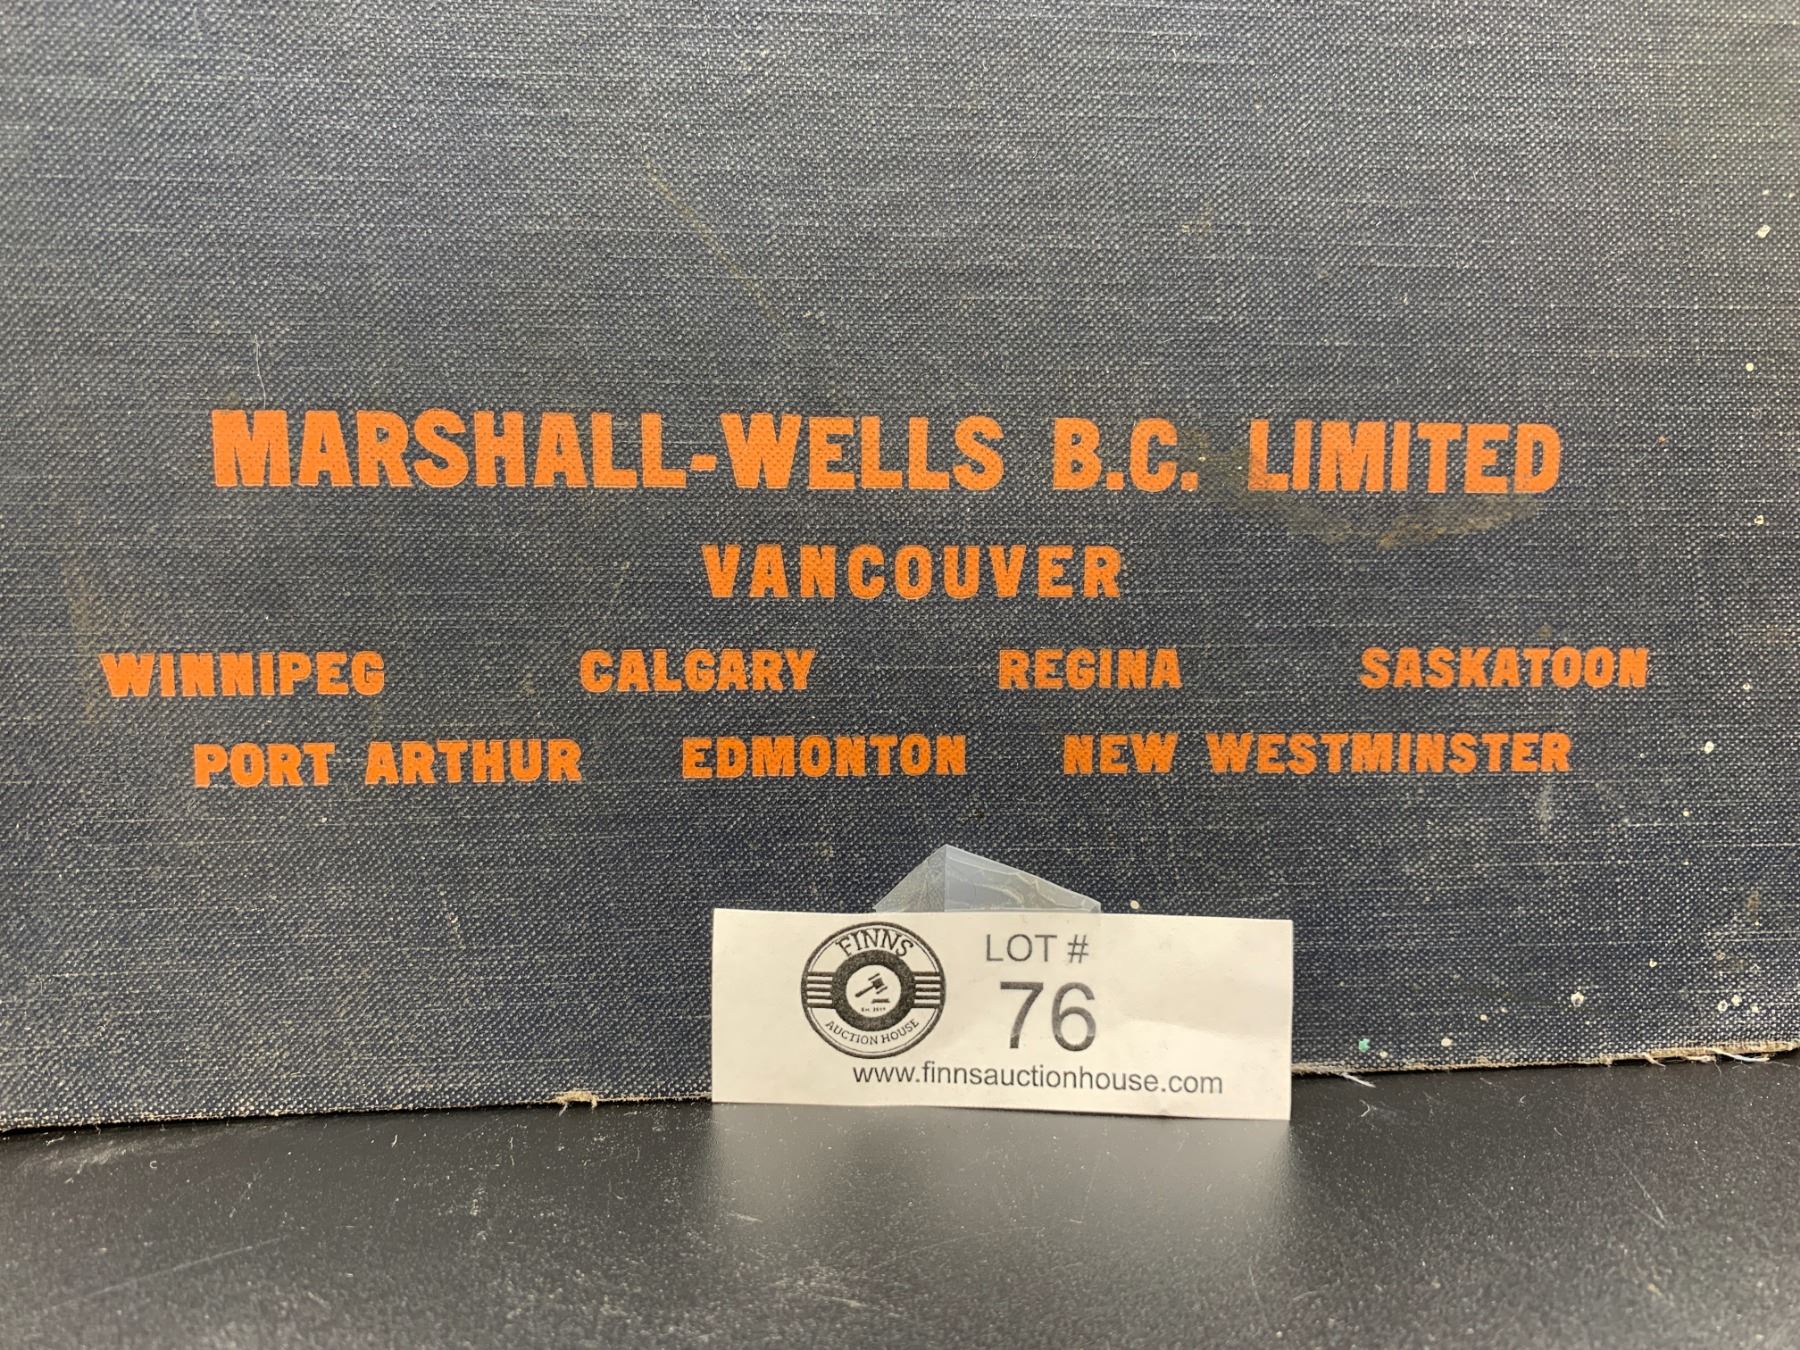 MARSHALL-WELLS B.C. LIMITED
VANCOUVER
WINNIPEG CALGARY REGINA SASKATOON
PORT ARTHUR EDMONTON NEW WESTMINSTER
FINNS
AUCTION HOUSE
LOT #
76
www.finnsauctionhouse.com